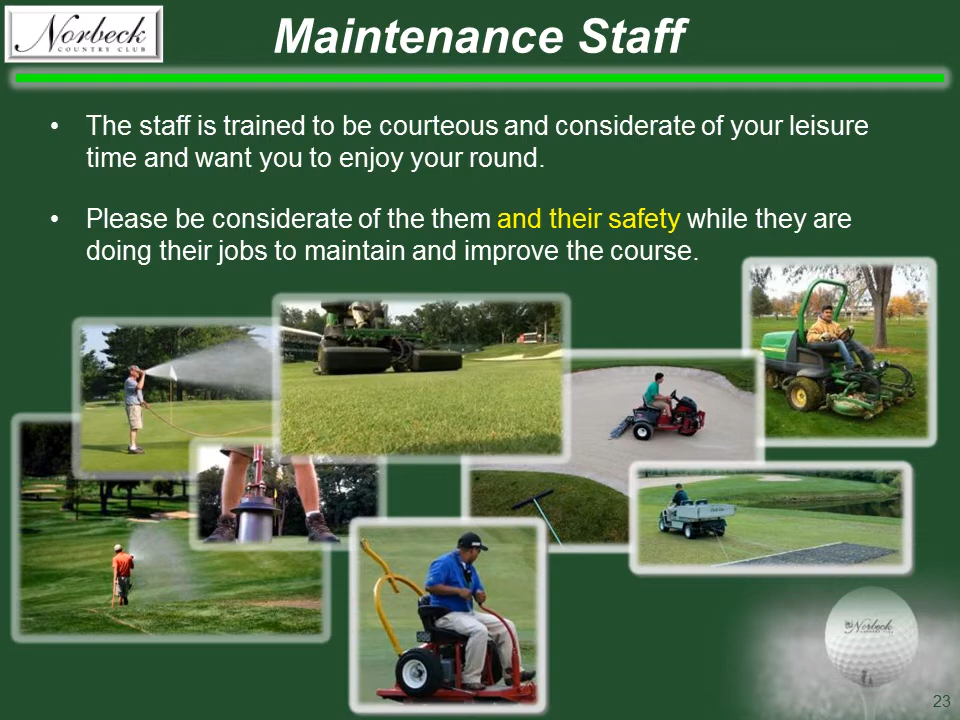 Norbeck
COUNTRY CLUB
Maintenance Staff
• The staff is trained to be courteous and considerate of your leisure
time and want you to enjoy your round.
• Please be considerate of the them and their safety while they are
doing their jobs to maintain and improve the course.
Norbeck
23